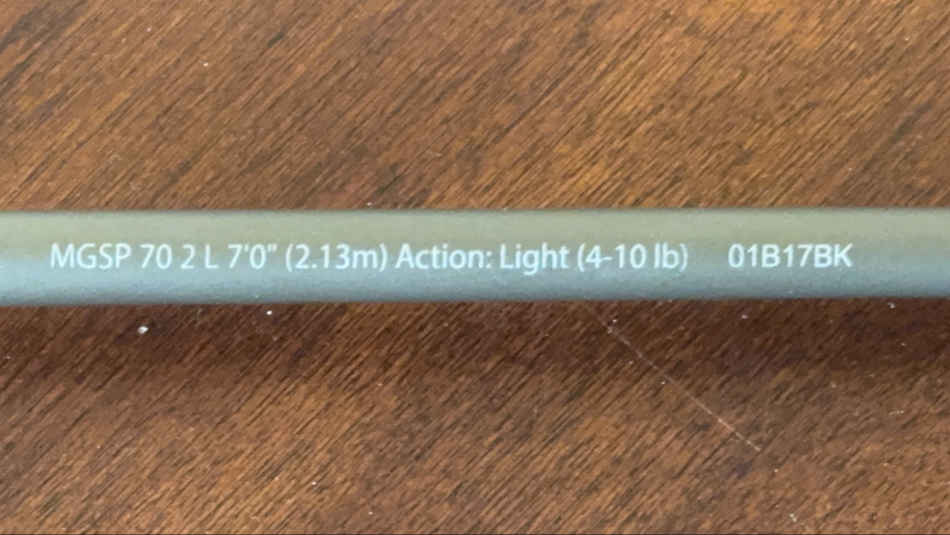 MGSP 70 2 L 7'0" (2.13m) Action: Light (4-10 lb) 01B17BK